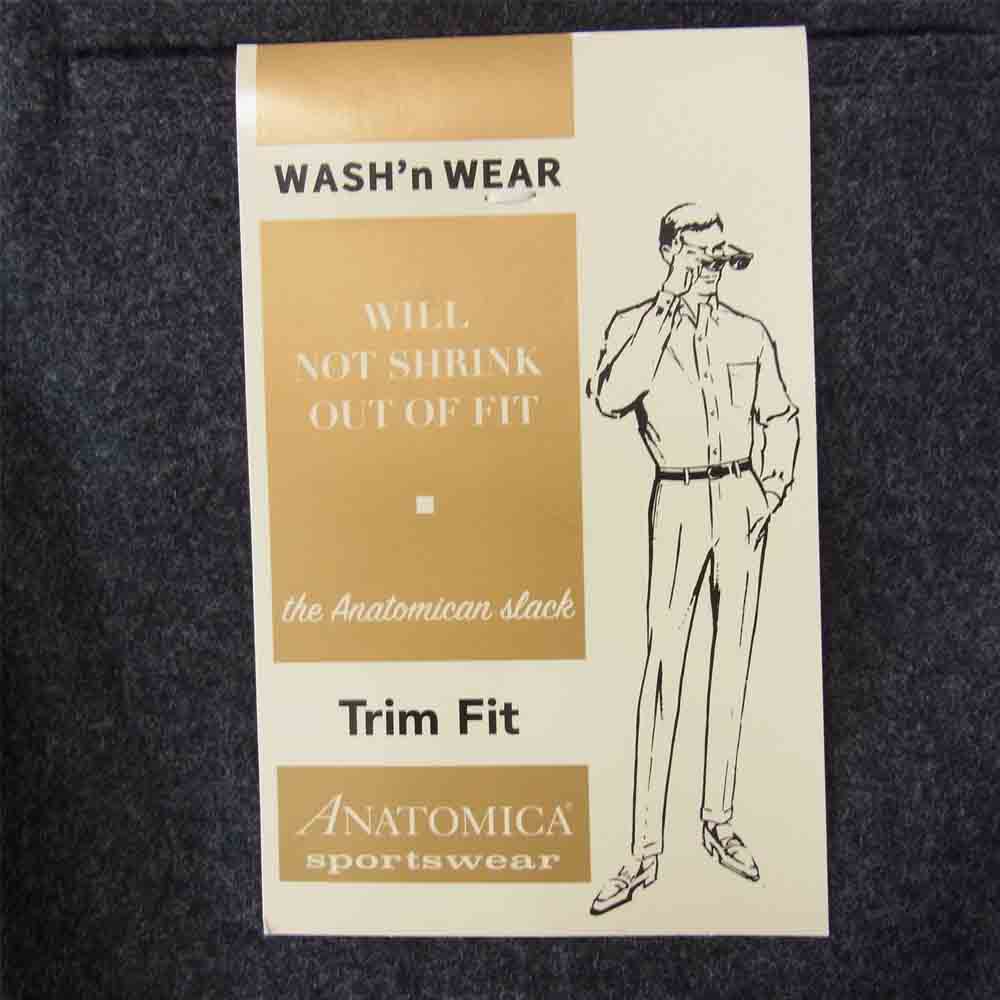 WASH'n WEAR
WILL
NOT SHRINK
OUT OF FIT
the Anatomican slack
Trim Fit
ANATOMICA®
sportswear